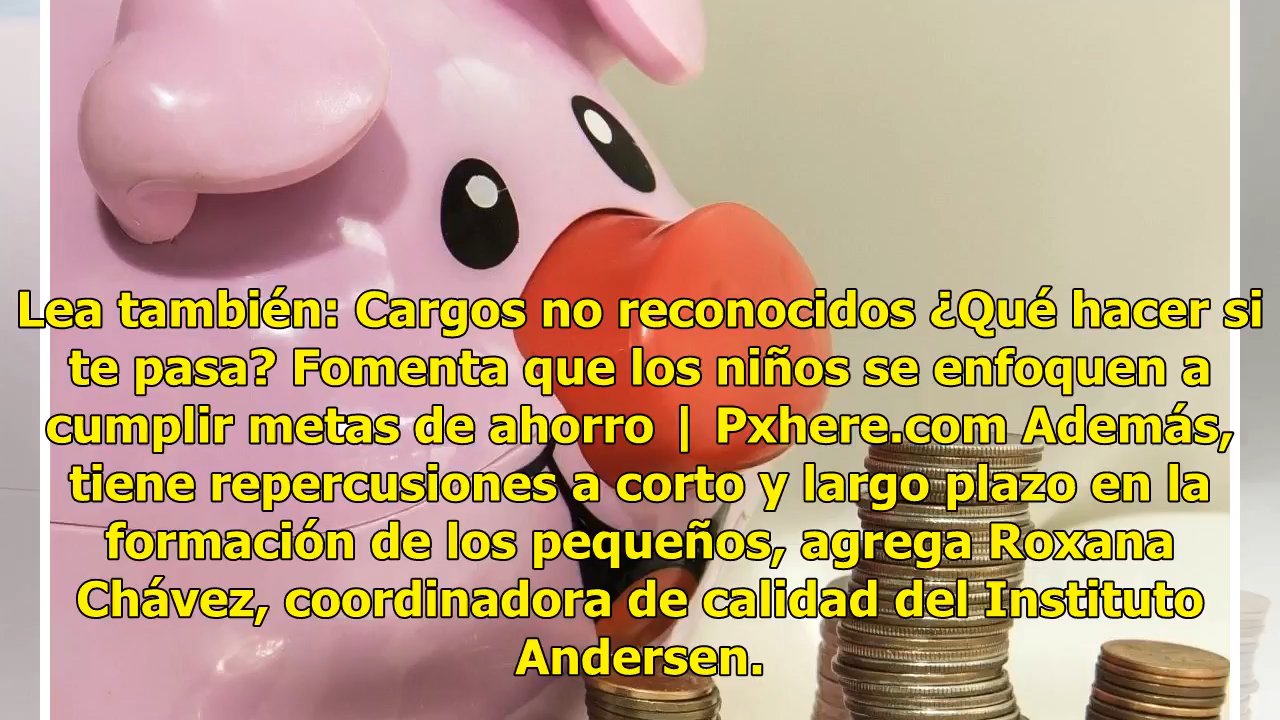 Lea también: Cargos no reconocidos ¿Qué hacer si
te pasa? Fomenta que los niños se enfoquen a
cumplir metas de ahorro | Pxhere.com Además,
tiene repercusiones a corto y largo plazo en la
formación de los pequeños, agrega Roxana
Chávez, coordinadora de calidad del Instituto
Andersen.